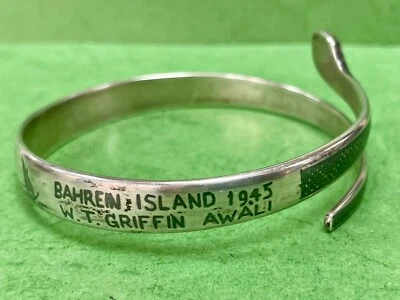 BAHREIN ISLAND 1945
W.T. GRIFFIN AWALI